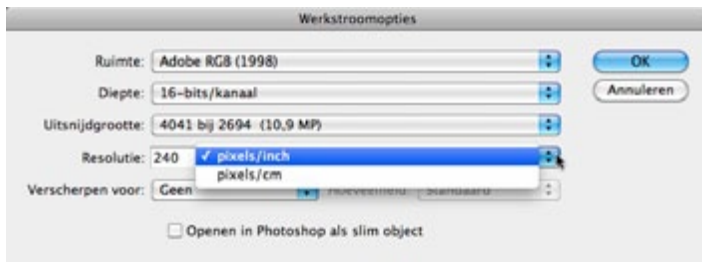 Werkstroomopties
Ruimte: Adobe RGB (1998)
OK
Diepte: 16-bits/kanaal
Annuleren
Uitsnijdgrootte: 4041 bij 2694 (10,9 MP)
Resolutie: 240 ✓ pixels/inch
pixels/cm
Verscherpen voor: Geen Hoeveelheid: Standaard
Openen in Photoshop als slim object